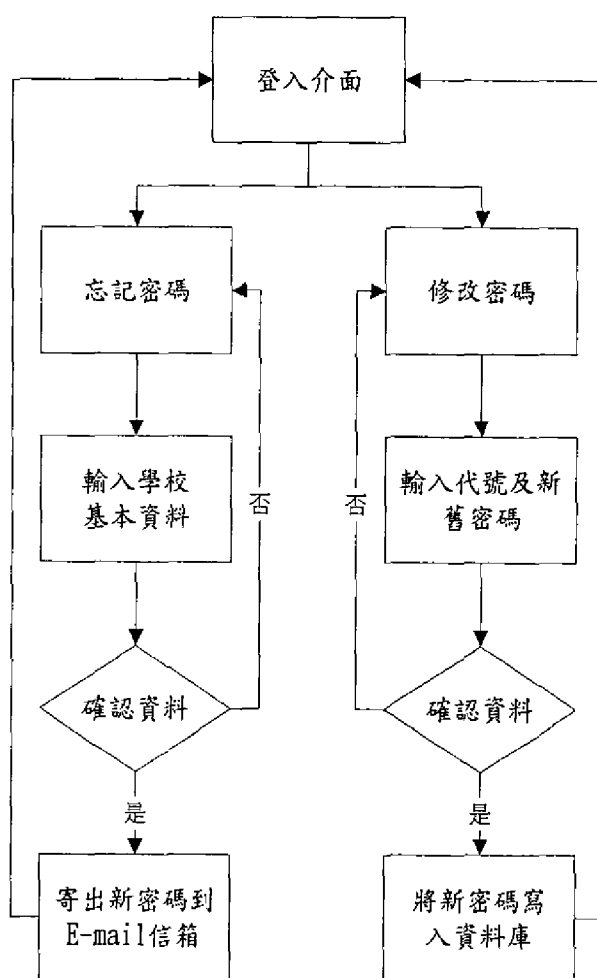 登入介面
忘記密碼
修改密碼
輸入學校
基本資料
否
否
輸入代號及新
舊密碼
確認資料
確認資料
是
是
寄出新密碼到
E-mail信箱
將新密碼寫
入資料庫